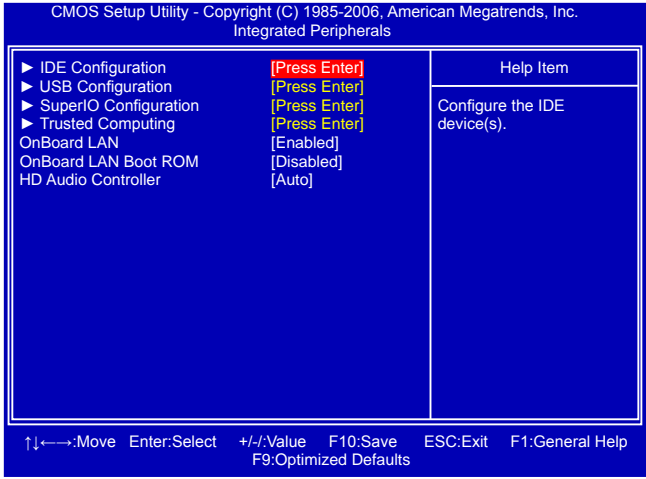 CMOS Setup Utility - Copyright (C) 1985-2006, American Megatrends, Inc.
Integrated Peripherals
► IDE Configuration [Press Enter]
► USB Configuration [Press Enter]
► SuperIO Configuration [Press Enter]
► Trusted Computing [Press Enter]
OnBoard LAN [Enabled]
OnBoard LAN Boot ROM [Disabled]
HD Audio Controller [Auto]
Help Item
Configure the IDE
device(s).
↑↓←→:Move Enter:Select +/-/:Value F10:Save ESC:Exit F1:General Help
F9:Optimized Defaults